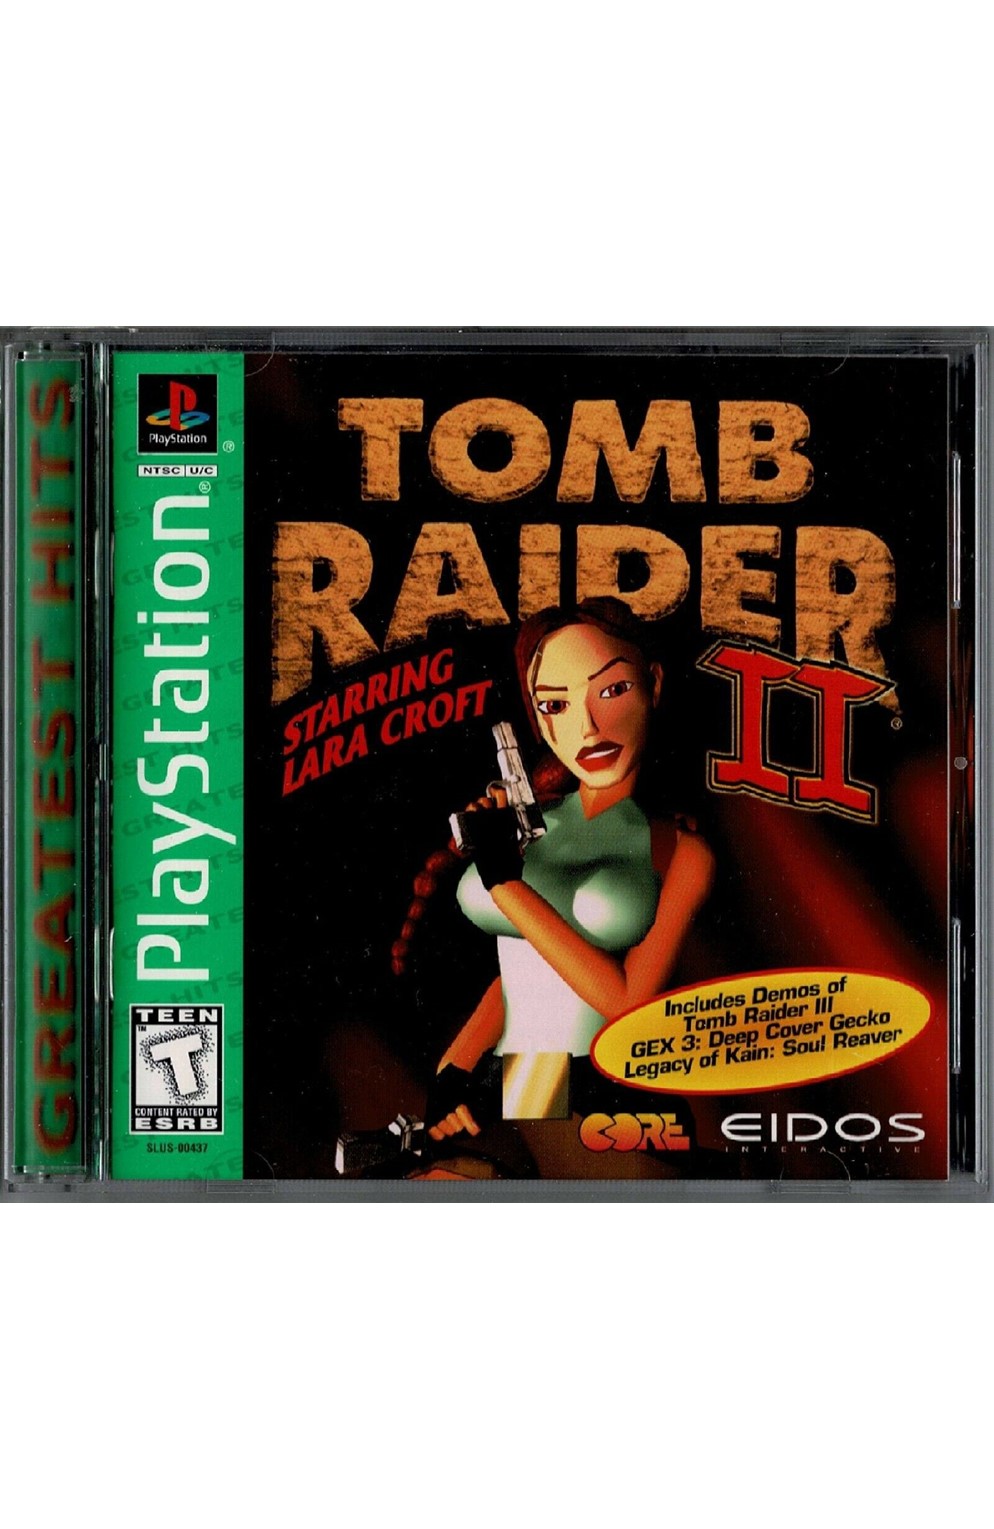 GREATEST HITS
PlayStation
®
NTSC U/C
PlayStation®
TEEN
T
™
CONTENT RATED BY
ESRB
SLUS-00437
TOMB
RAIDER
II
®
STARRING
LARA CROFT
Includes Demos of
Tomb Raider III
GEX 3: Deep Cover Gecko
Legacy of Kain: Soul Reaver
CORE
EIDOS
INTERACTIVE